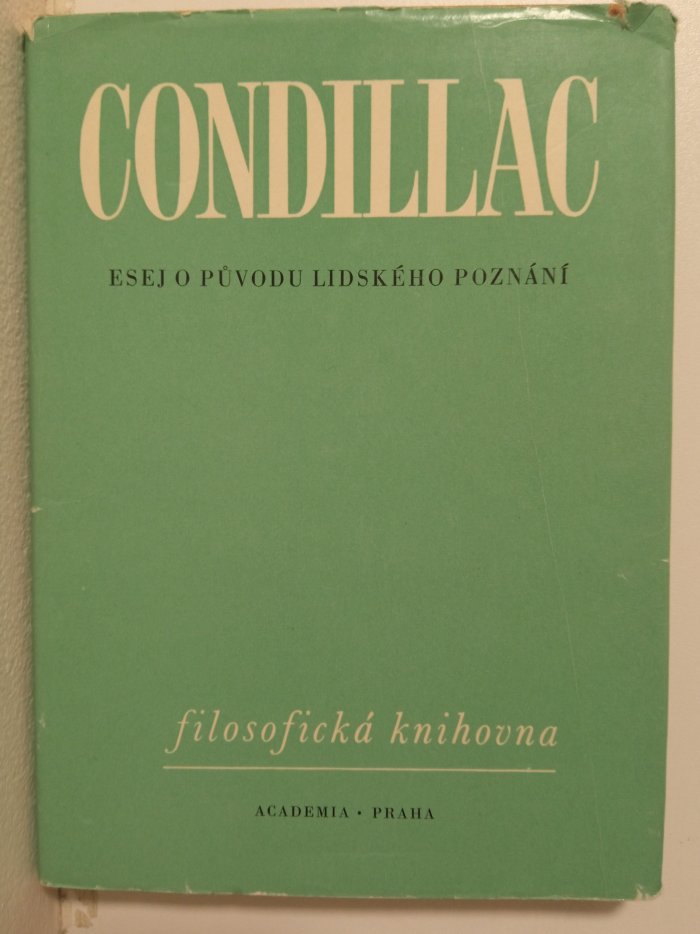 CONDILLAC
ESEJ O PŮVODU LIDSKÉHO POZNÁNÍ
filosofická knihovna
ACADEMIA • PRAHA